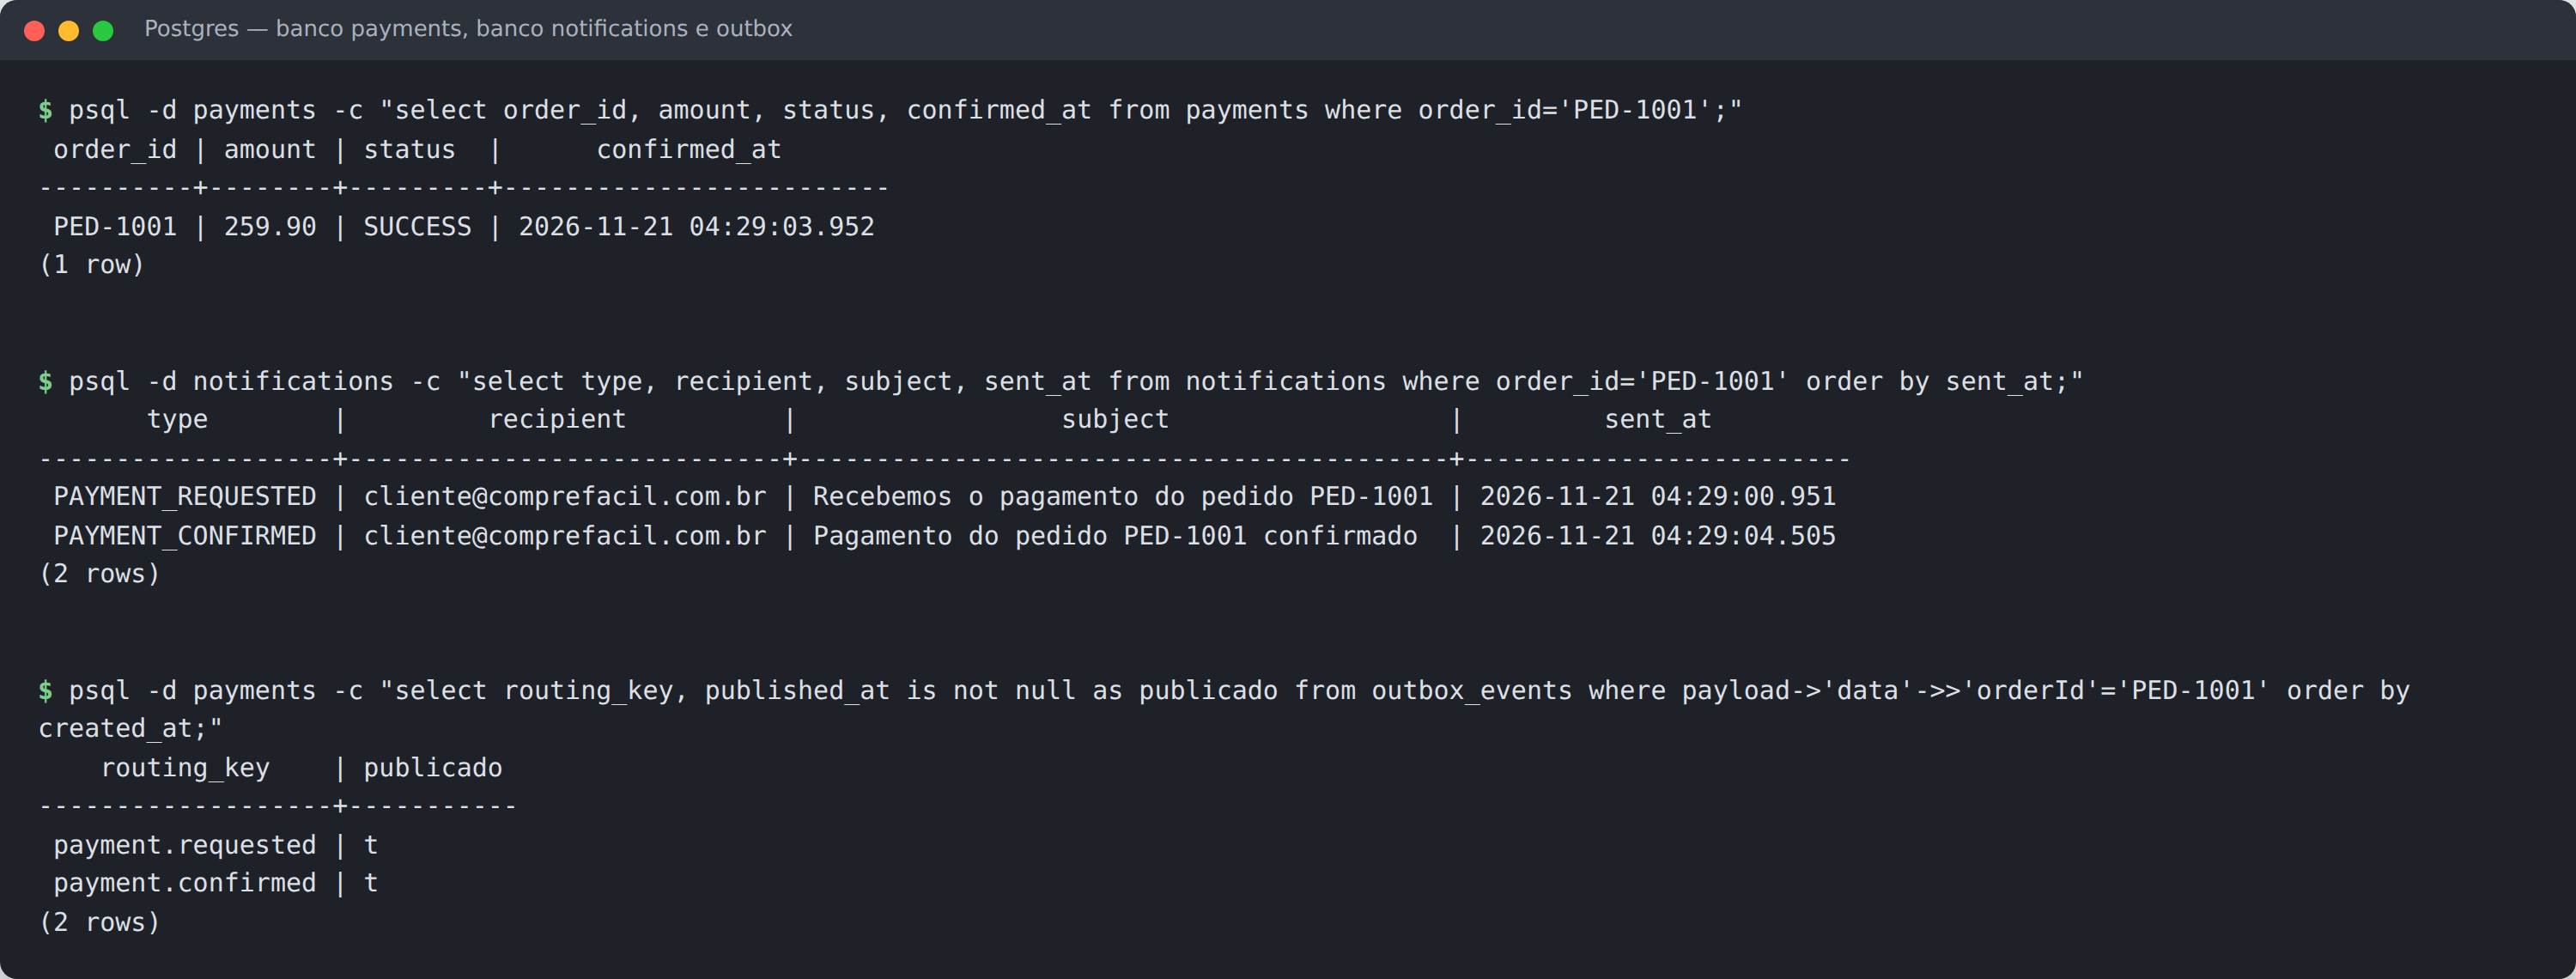 Postgres — banco payments, banco notifications e outbox
$ psql -d payments -c "select order_id, amount, status, confirmed_at from payments where order_id='PED-1001';"
 order_id | amount | status  |      confirmed_at
----------+--------+---------+-------------------------
 PED-1001 | 259.90 | SUCCESS | 2026-11-21 04:29:03.952
(1 row)
$ psql -d notifications -c "select type, recipient, subject, sent_at from notifications where order_id='PED-1001' order by sent_at;"
       type        |         recipient          |                 subject                  |         sent_at
-------------------+----------------------------+------------------------------------------+-------------------------
 PAYMENT_REQUESTED | cliente@comprefacil.com.br | Recebemos o pagamento do pedido PED-1001 | 2026-11-21 04:29:00.951
 PAYMENT_CONFIRMED | cliente@comprefacil.com.br | Pagamento do pedido PED-1001 confirmado  | 2026-11-21 04:29:04.505
(2 rows)
$ psql -d payments -c "select routing_key, published_at is not null as publicado from outbox_events where payload->'data'->>'orderId'='PED-1001' order by
created_at;"
    routing_key    | publicado
-------------------+-----------
 payment.requested | t
 payment.confirmed | t
(2 rows)